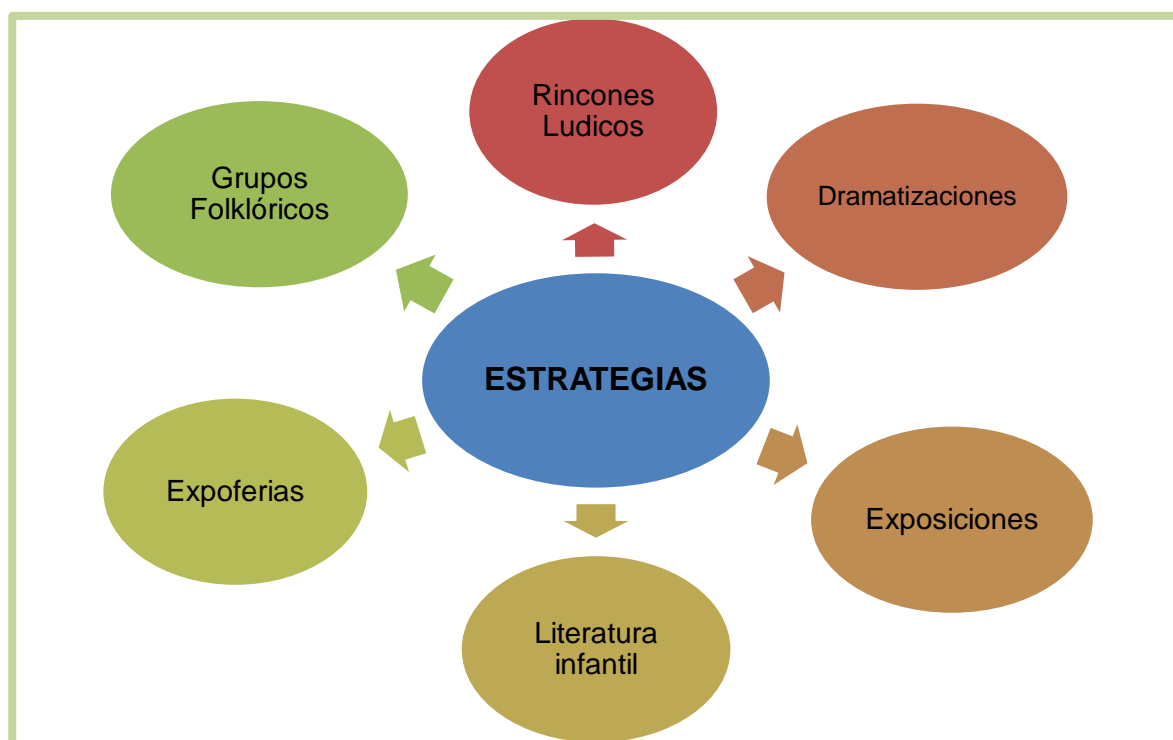 Rincones
Ludicos
Grupos
Folklóricos
Dramatizaciones
ESTRATEGIAS
Expoferias
Exposiciones
Literatura
infantil